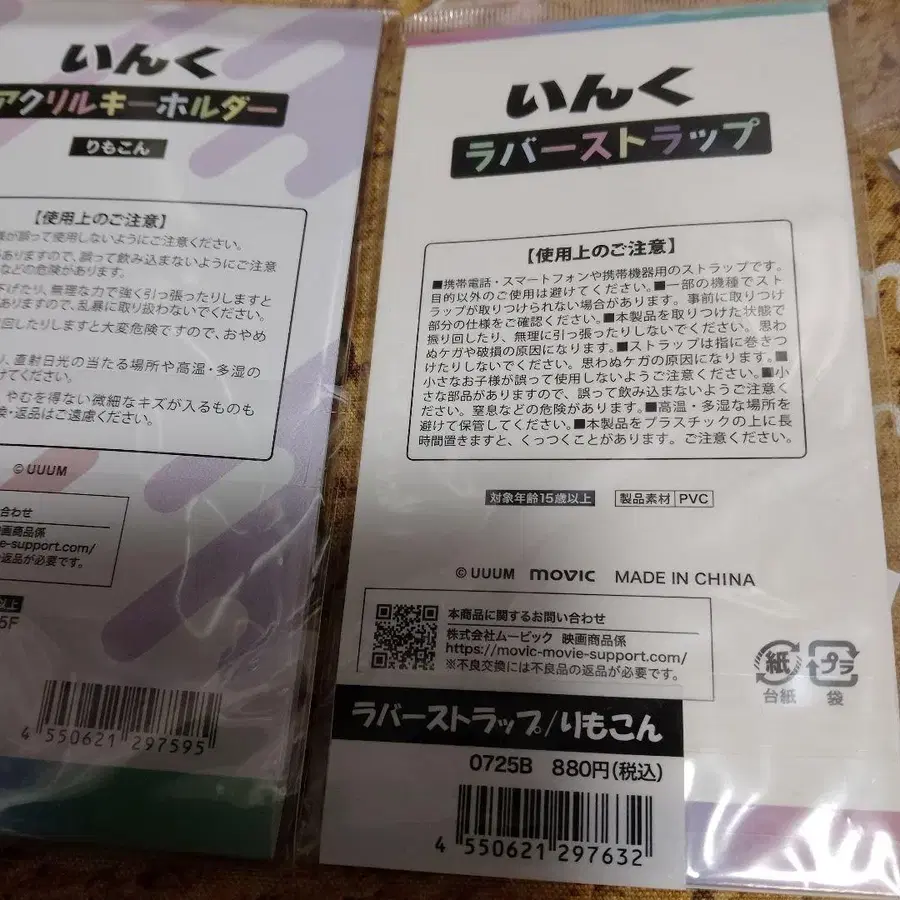 いんく
アクリルキーホルダー
りもこん
【使用上のご注意】
が誤って使用しないようにご注意ください。
ありますので、誤って飲み込まないようにご注意
などの危険があります。
下げたり、無理な力で強く引っ張ったりしますと
ありますので、乱暴に取り扱わないでください。
回したりしますと大変危険ですので、おやめ
り、直射日光の当たる場所や高温・多湿の
けてください。
、やむを得ない微細なキズが入るものも
換・返品はご遠慮ください。
© UUUM
合わせ
画商品係
ie-support.com/
返品が必要です。
以上
5F
4 550621 297595
いんく
ラバーストラップ
【使用上のご注意】
■携帯電話・スマートフォンや携帯機器用のストラップです。
目的以外のご使用は避けてください。■一部の機種でスト
ラップが取りつけられない場合があります。事前に取りつけ
部分の仕様をご確認ください。■本製品を取りつけた状態で
振り回したり、無理に引っ張ったりしないでください。思わ
ぬケガや破損の原因になります。■ストラップは指に巻きつ
けたりしないでください。思わぬケガの原因になります。■
小さなお子様が誤って使用しないようご注意ください。■小
さな部品がありますので、誤って飲み込まないようご注意く
ださい。窒息などの危険があります。■高温・多湿な場所を
避けて保管してください。■本製品をプラスチックの上に長
時間置きますと、くっつくことがあります。ご注意ください。
対象年齢15歳以上 製品素材 PVC
© UUUM movic MADE IN CHINA
本商品に関するお問い合わせ
株式会社ムービック 映画商品係
https://movic-movie-support.com/
※不良交換には不良品の返品が必要です。
紙 プラ
台紙 袋
ラバーストラップ/りもこん
0725B 880円(税込)
4 550621 297632